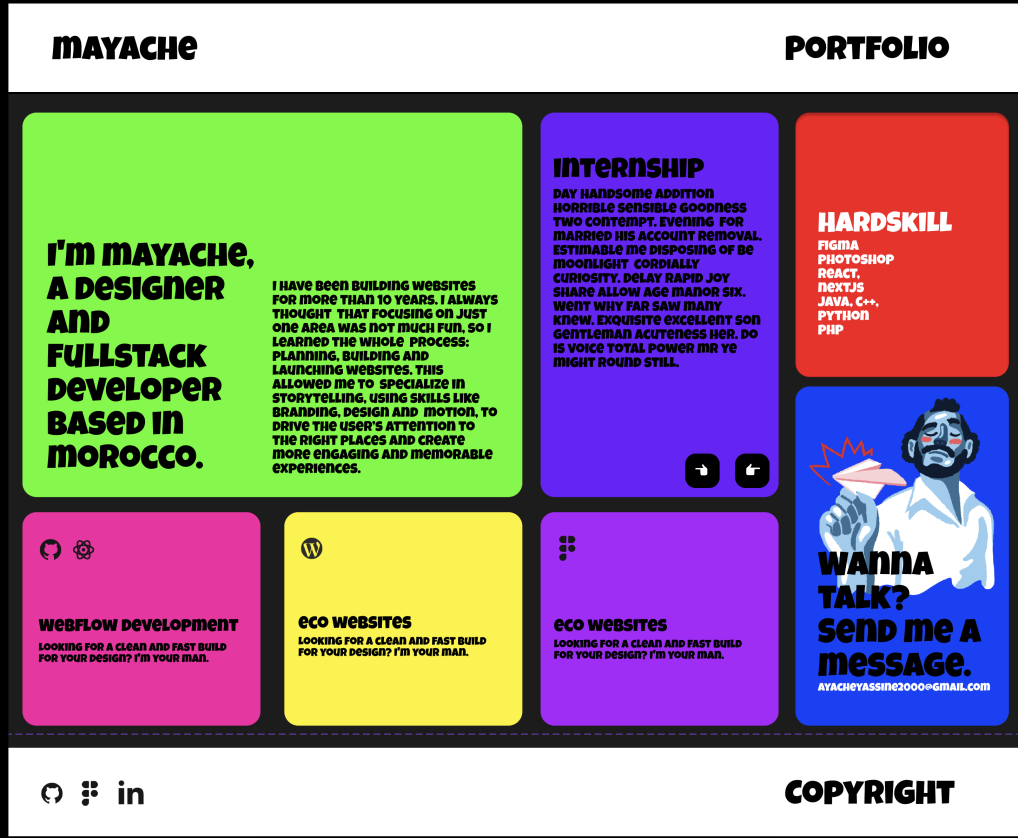 mayache
PORTFOLIO
I'm mayache,
a designer
and
fullstack
developer
based in
morocco.
I have been building websites
for more than 10 years. I always
thought  that focusing on just
one area was not much fun, so I
learned the whole  process:
planning, building and
launching websites. This
allowed me to  specialize in
storytelling, using skills like
branding, design and  motion, to
drive the user's attention to
the right places and create
more engaging and memorable
experiences.
Internship
Day handsome addition
horrible sensible goodness
two contempt. Evening  for
married his account removal.
Estimable me disposing of be
moonlight  cordially
curiosity. Delay rapid joy
share allow age manor six.
Went why far saw many
knew. Exquisite excellent son
gentleman acuteness her. Do
is voice total power mr ye
might round still.
HARDSKILL
Figma
Photoshop
React,
nextJS
Java, C++,
Python
PHP
webflow development
Looking for a clean and fast build
for your design? I'm your man.
eco websites
Looking for a clean and fast build
for your design? I'm your man.
eco websites
Looking for a clean and fast build
for your design? I'm your man.
Wanna
talk?
Send me a
message.
ayacheyassine2000@gmail.com
in
COPYRIGHT